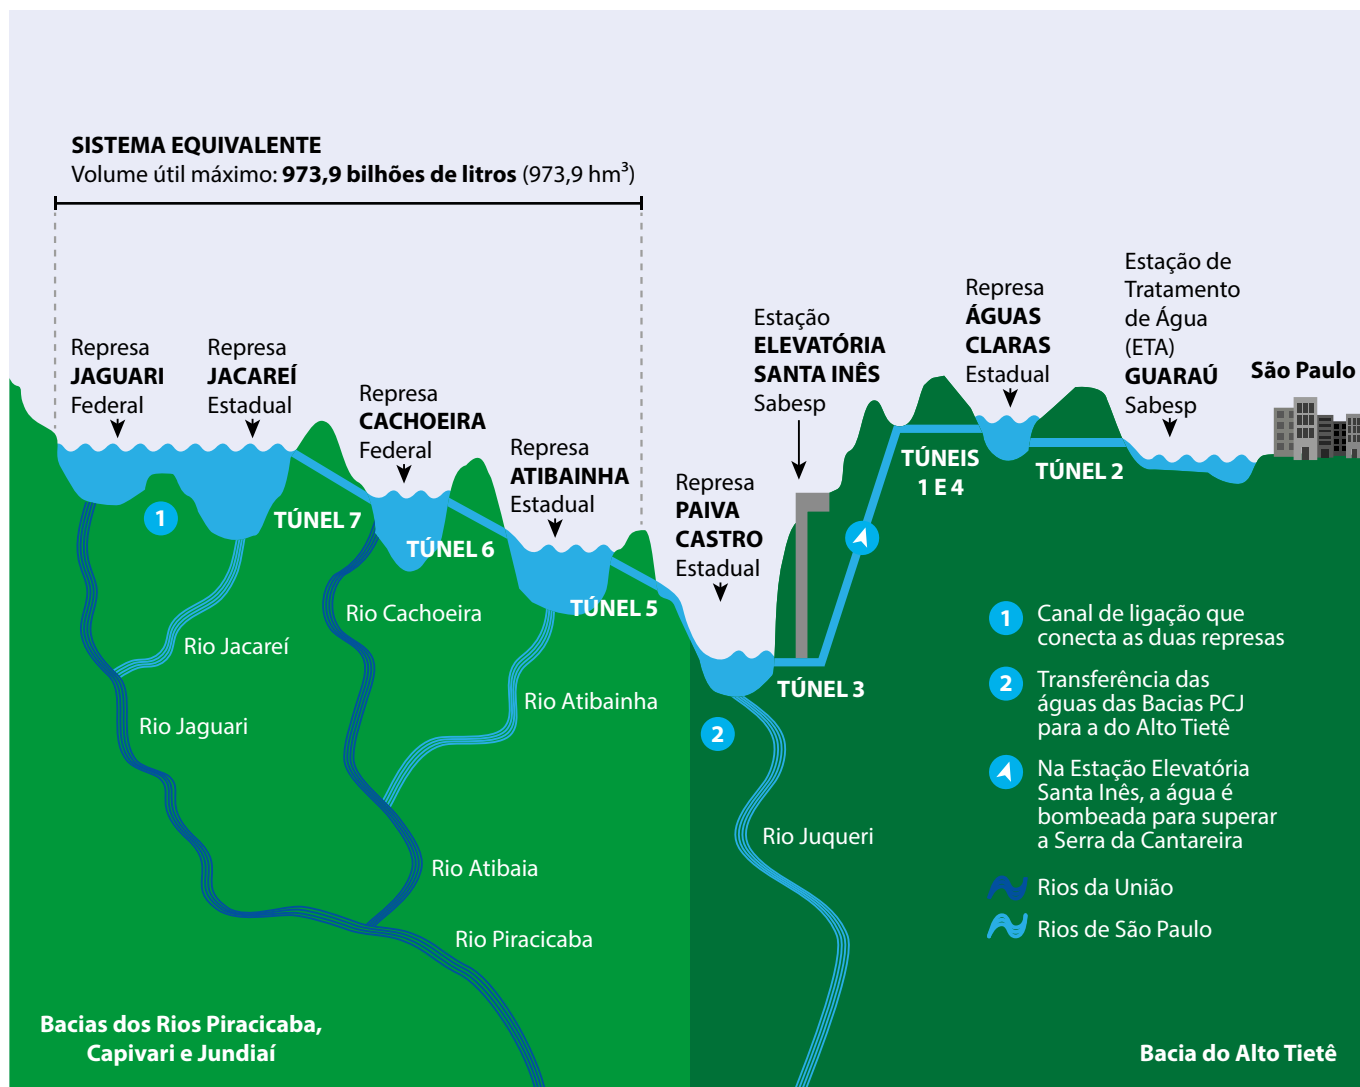 SISTEMA EQUIVALENTE
Volume útil máximo: 973,9 bilhões de litros (973,9 hm³)
Represa
JAGUARI
Federal
Represa
JACAREÍ
Estadual
Represa
CACHOEIRA
Federal
Represa
ATIBAINHA
Estadual
Represa
PAIVA
CASTRO
Estadual
Estação
ELEVATÓRIA
SANTA INÊS
Sabesp
Represa
ÁGUAS
CLARAS
Estadual
Estação de
Tratamento
de Água
(ETA)
GUARAÚ
Sabesp
São Paulo
1
TÚNEL 7
TÚNEL 6
TÚNEL 5
TÚNEL 3
TÚNEIS
1 E 4
TÚNEL 2
Rio Jacareí
Rio Jaguari
Rio Cachoeira
Rio Atibainha
Rio Atibaia
Rio Piracicaba
2
Rio Juqueri
1 Canal de ligação que
conecta as duas represas
2 Transferência das
águas das Bacias PCJ
para a do Alto Tietê
Na Estação Elevatória
Santa Inês, a água é
bombeada para superar
a Serra da Cantareira
Rios da União
Rios de São Paulo
Bacias dos Rios Piracicaba,
Capivari e Jundiaí
Bacia do Alto Tietê